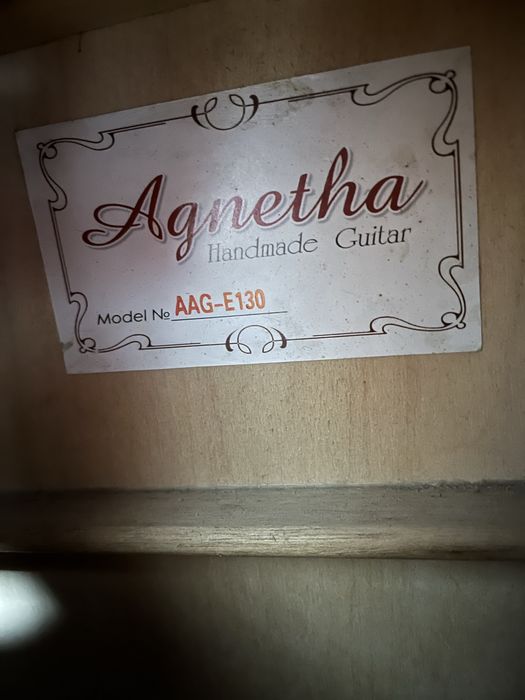 Agnetha
Handmade Guitar
Model № AAG-E130